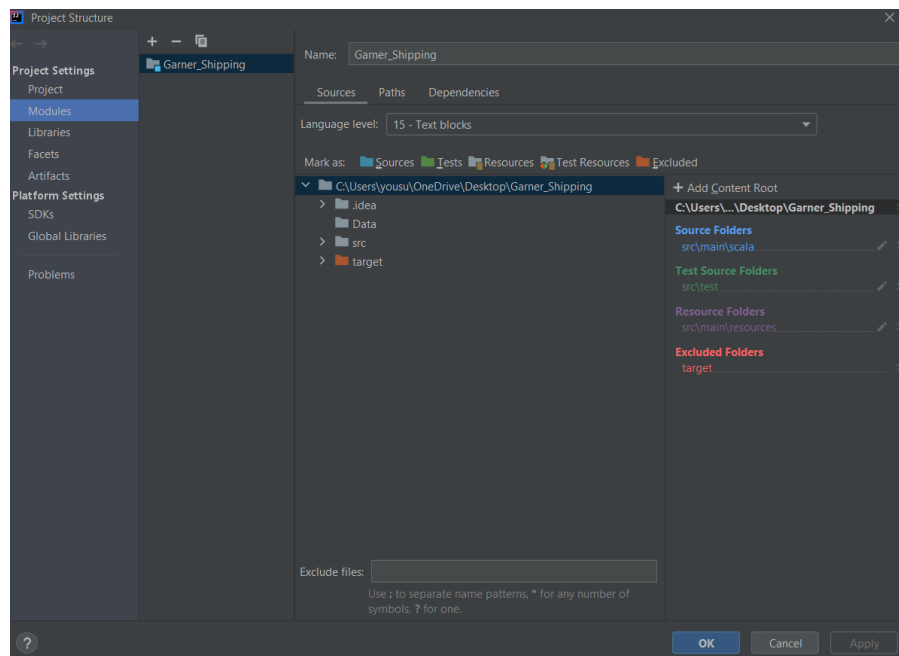 Project Structure
Project Settings
Project
Modules
Libraries
Facets
Artifacts
Platform Settings
SDKs
Global Libraries
Problems
Garner_Shipping
Name: Garner_Shipping
Sources Paths Dependencies
Language level: 15 - Text blocks
Mark as: Sources Tests Resources Test Resources Excluded
C:\Users\yousu\OneDrive\Desktop\Garner_Shipping
.idea
Data
src
target
+ Add Content Root
C:\Users\...\Desktop\Garner_Shipping
Source Folders
src\main\scala
Test Source Folders
src\test
Resource Folders
src\main\resources
Excluded Folders
target
Exclude files:
Use ; to separate name patterns, * for any number of
symbols, ? for one.
?
OK Cancel Apply